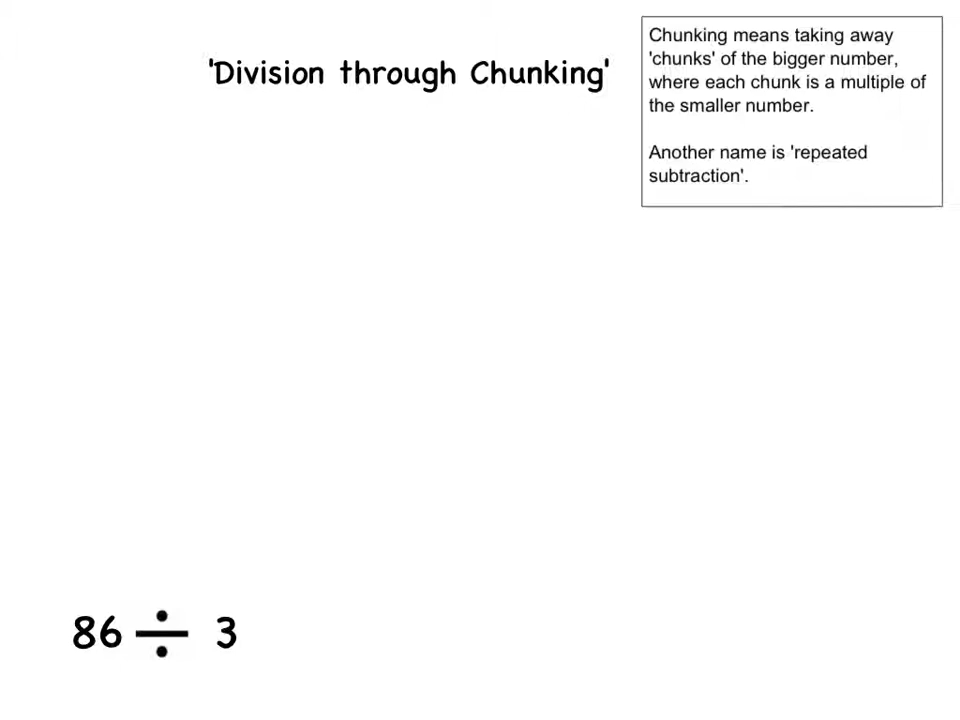 'Division through Chunking'
Chunking means taking away
'chunks' of the bigger number,
where each chunk is a multiple of
the smaller number.
Another name is 'repeated
subtraction'.
86 ÷ 3